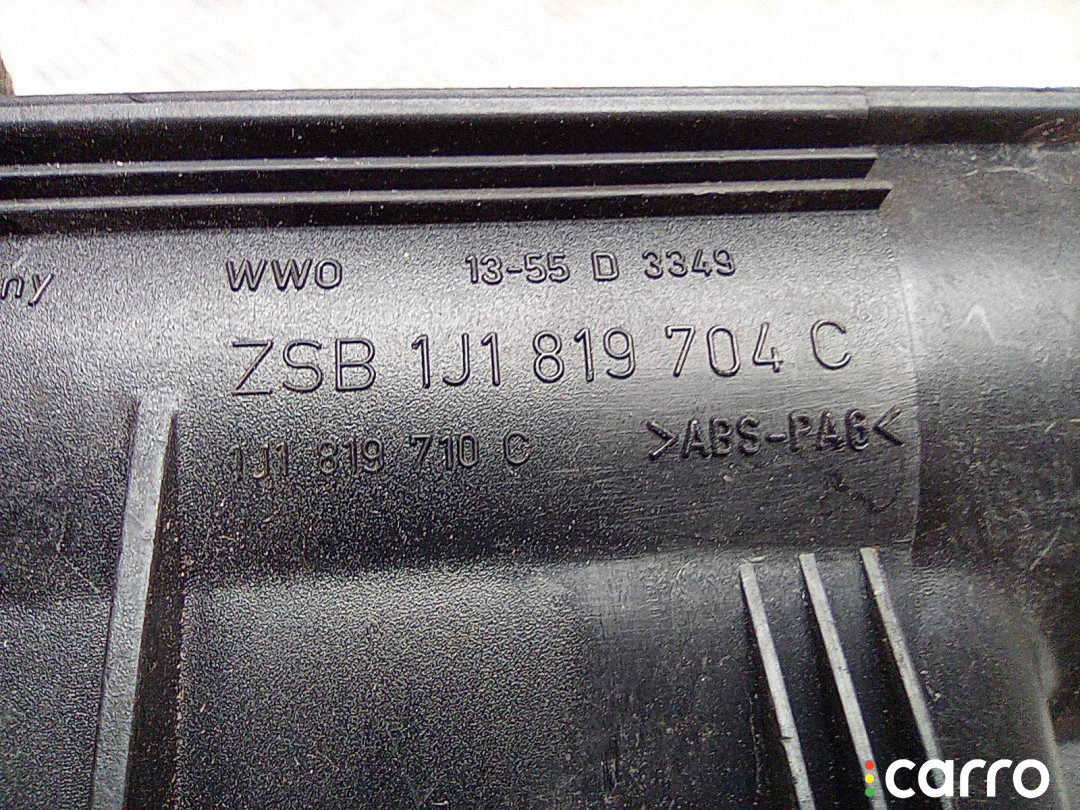 ny WWO 13-55 D 3349
ZSB 1J1 819 704 C
1J1 819 710 C >ABS-PA6<
carro